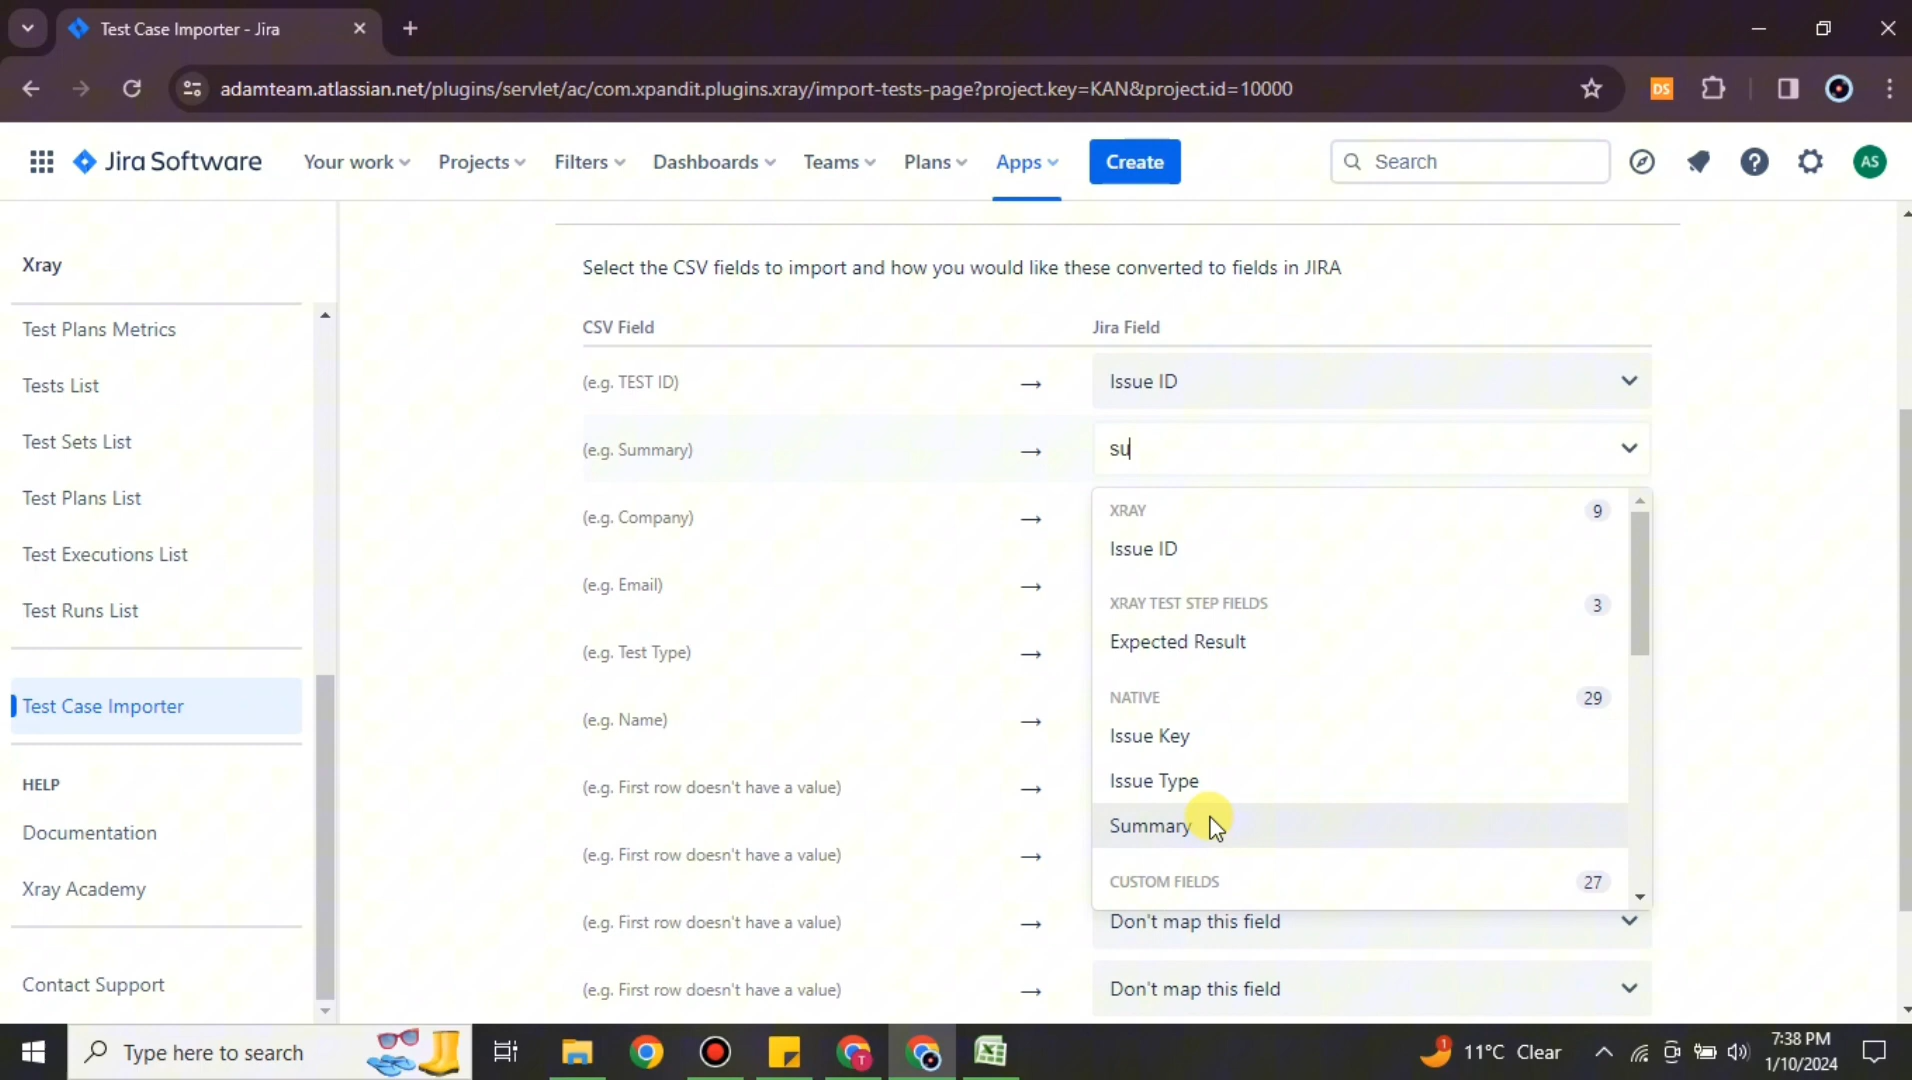 Test Case Importer - Jira
adamteam.atlassian.net/plugins/servlet/ac/com.xpandit.plugins.xray/import-tests-page?project.key=KAN&project.id=10000
DS
Jira Software
Your work
Projects
Filters
Dashboards
Teams
Plans
Apps
Create
Search
AS
Xray
Test Plans Metrics
Tests List
Test Sets List
Test Plans List
Test Executions List
Test Runs List
Test Case Importer
HELP
Documentation
Xray Academy
Contact Support
Select the CSV fields to import and how you would like these converted to fields in JIRA
CSV Field
Jira Field
(e.g. TEST ID) → Issue ID
(e.g. Summary) → su
(e.g. Company) →
(e.g. Email) →
(e.g. Test Type) →
(e.g. Name) →
(e.g. First row doesn't have a value) →
(e.g. First row doesn't have a value) →
(e.g. First row doesn't have a value) → Don't map this field
(e.g. First row doesn't have a value) → Don't map this field
XRAY 9
Issue ID
XRAY TEST STEP FIELDS 3
Expected Result
NATIVE 29
Issue Key
Issue Type
Summary
CUSTOM FIELDS 27
Type here to search
T
1
11°C Clear
7:38 PM
1/10/2024